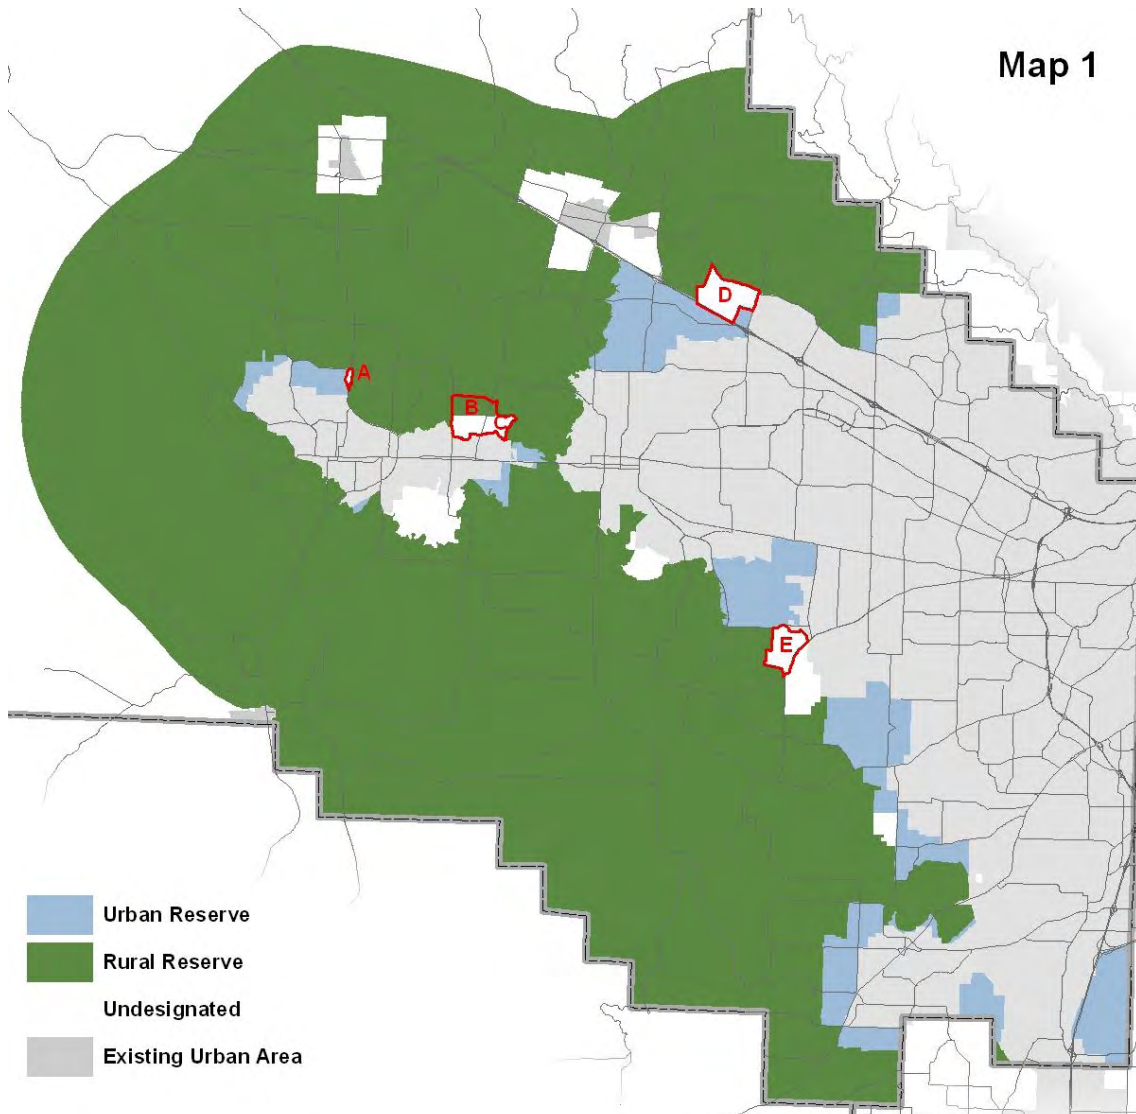 Map 1
D
A
B
C
E
Urban Reserve
Rural Reserve
Undesignated
Existing Urban Area